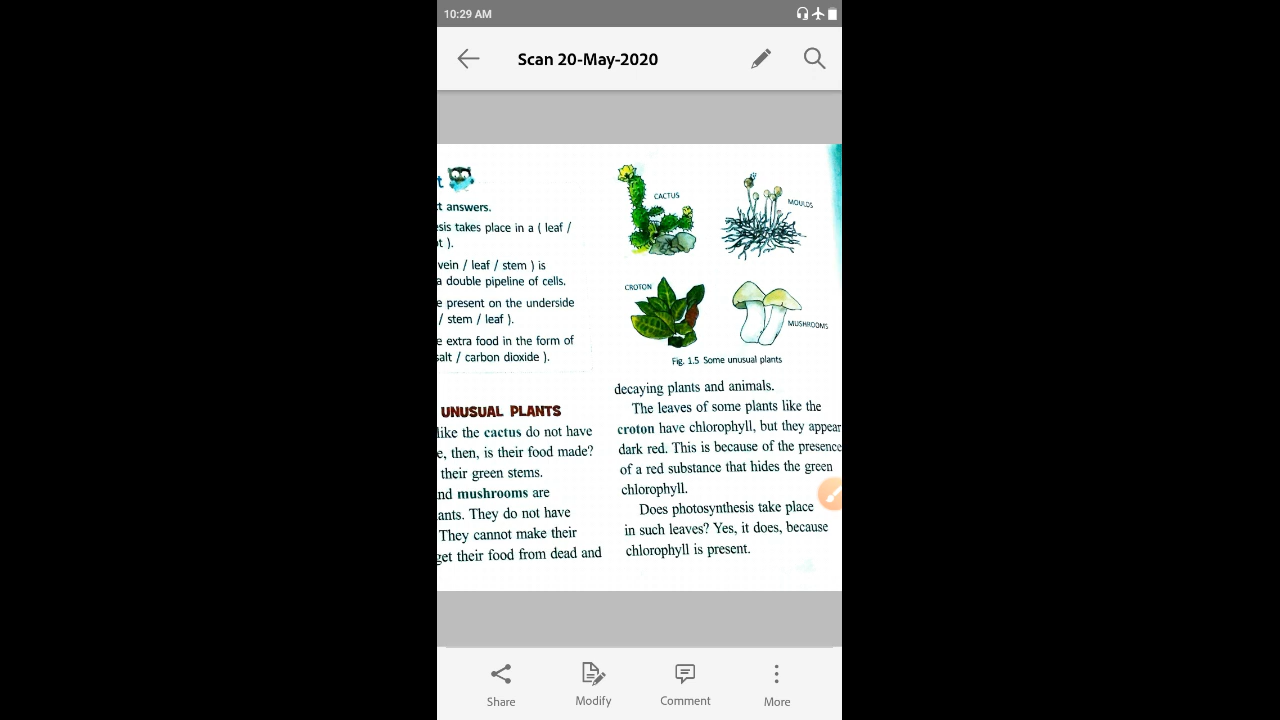 10:29 AM
Scan 20-May-2020
t answers.
sis takes place in a ( leaf /
t ).
vein / leaf / stem ) is
a double pipeline of cells.
e present on the underside
/ stem / leaf ).
e extra food in the form of
salt / carbon dioxide ).
UNUSUAL PLANTS
like the cactus do not have
e, then, is their food made?
their green stems.
nd mushrooms are
ants. They do not have
They cannot make their
get their food from dead and
CACTUS
MOULDS
CROTON
MUSHROOMS
Fig. 1.5 Some unusual plants
decaying plants and animals.
The leaves of some plants like the
croton have chlorophyll, but they appear
dark red. This is because of the presence
of a red substance that hides the green
chlorophyll.
Does photosynthesis take place
in such leaves? Yes, it does, because
chlorophyll is present.
Share
Modify
Comment
More